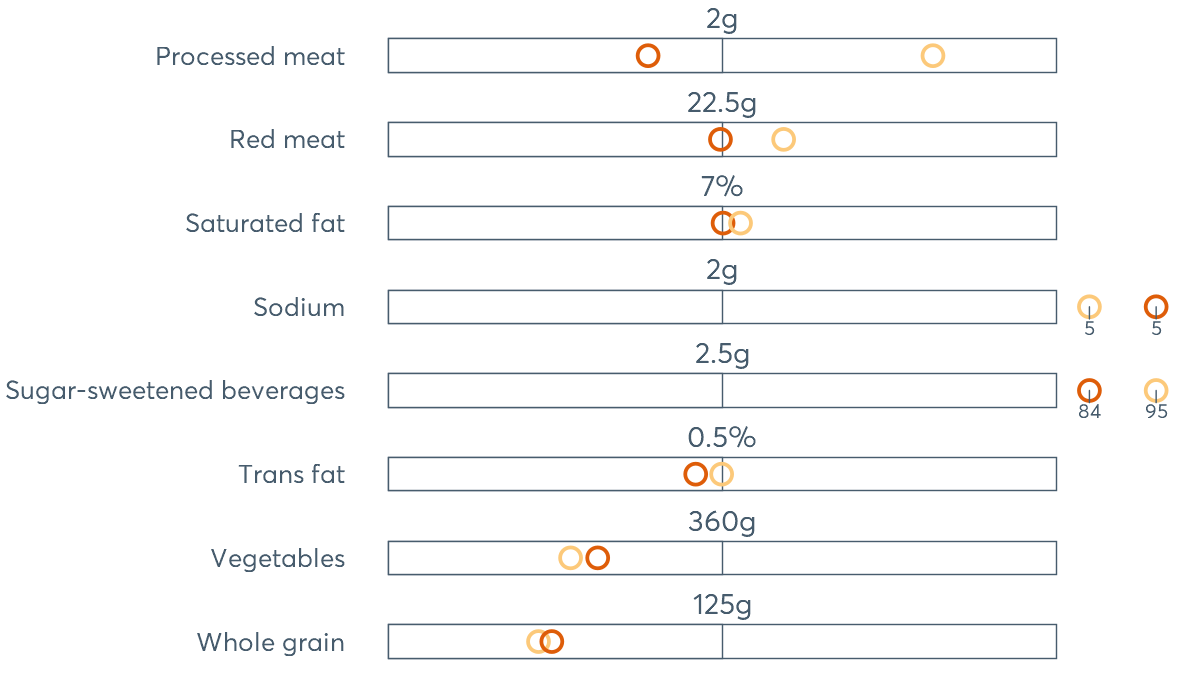 2g
Processed meat
22.5g
Red meat
7%
Saturated fat
2g
Sodium
5 5
2.5g
Sugar-sweetened beverages
84 95
0.5%
Trans fat
360g
Vegetables
125g
Whole grain